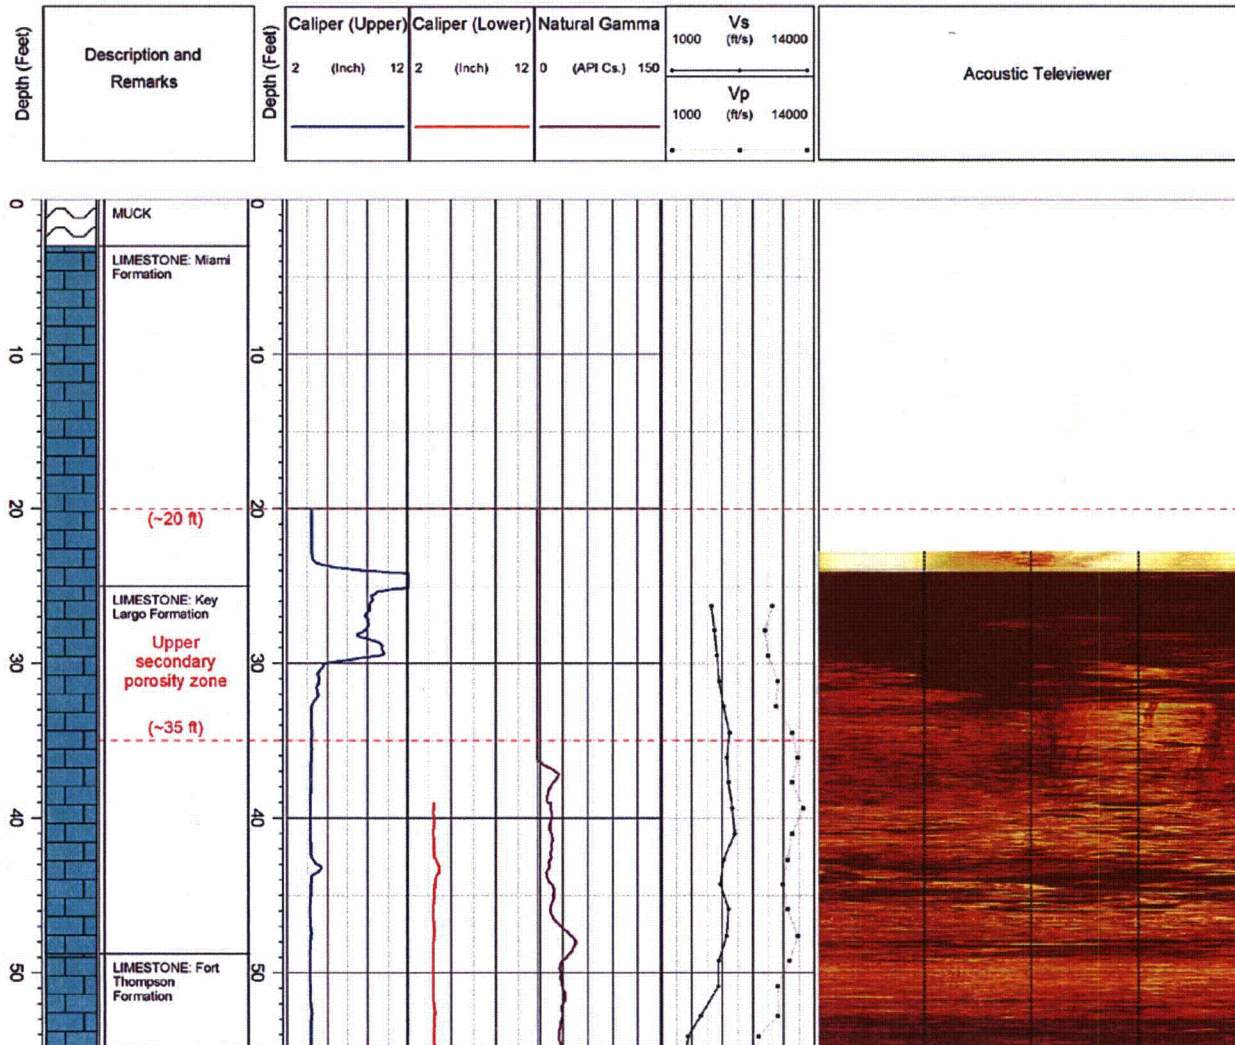 Depth (Feet)
Description and
Remarks
Depth (Feet)
Caliper (Upper)
2 (Inch) 12
Caliper (Lower)
2 (Inch) 12
Natural Gamma
0 (API Cs.) 150
Vs
1000 (ft/s) 14000
Vp
1000 (ft/s) 14000
Acoustic Televiewer
0
MUCK
0
LIMESTONE: Miami
Formation
10
10
20
(~20 ft)
20
LIMESTONE: Key
Largo Formation
Upper
secondary
porosity zone
30
30
(~35 ft)
40
40
LIMESTONE: Fort
Thompson
Formation
50
50